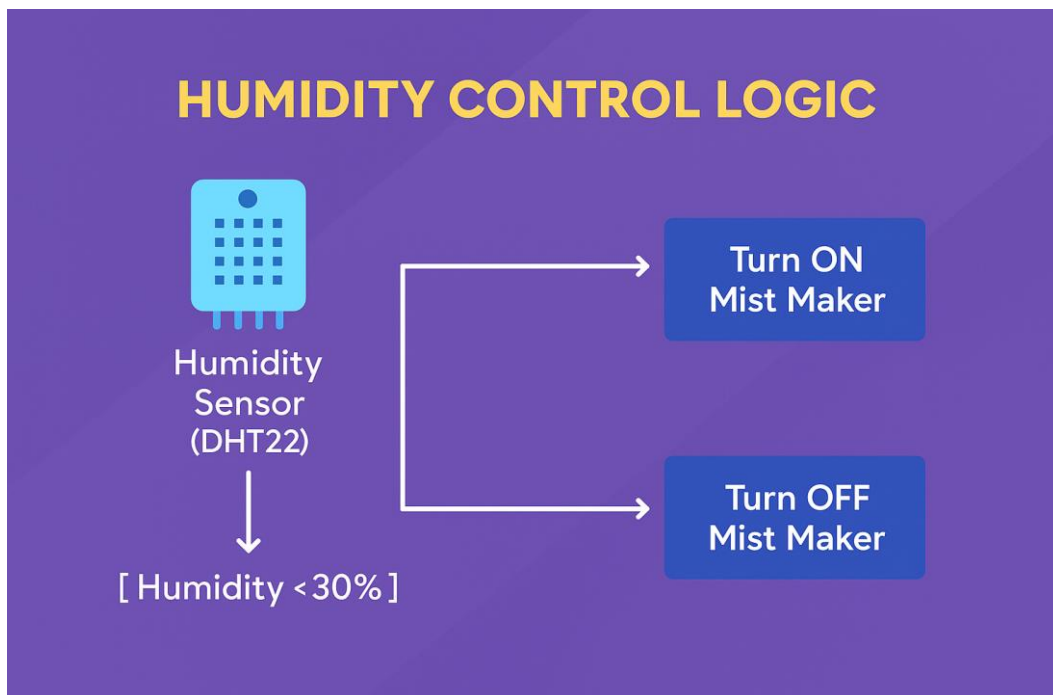 HUMIDITY CONTROL LOGIC
Humidity
Sensor
(DHT22)
[ Humidity <30% ]
Turn ON
Mist Maker
Turn OFF
Mist Maker